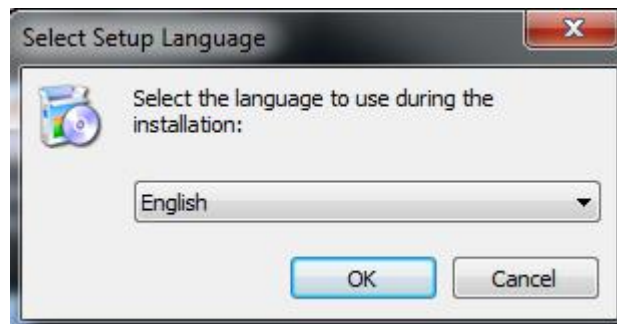 Select Setup Language
Select the language to use during the
installation:
English
OK
Cancel